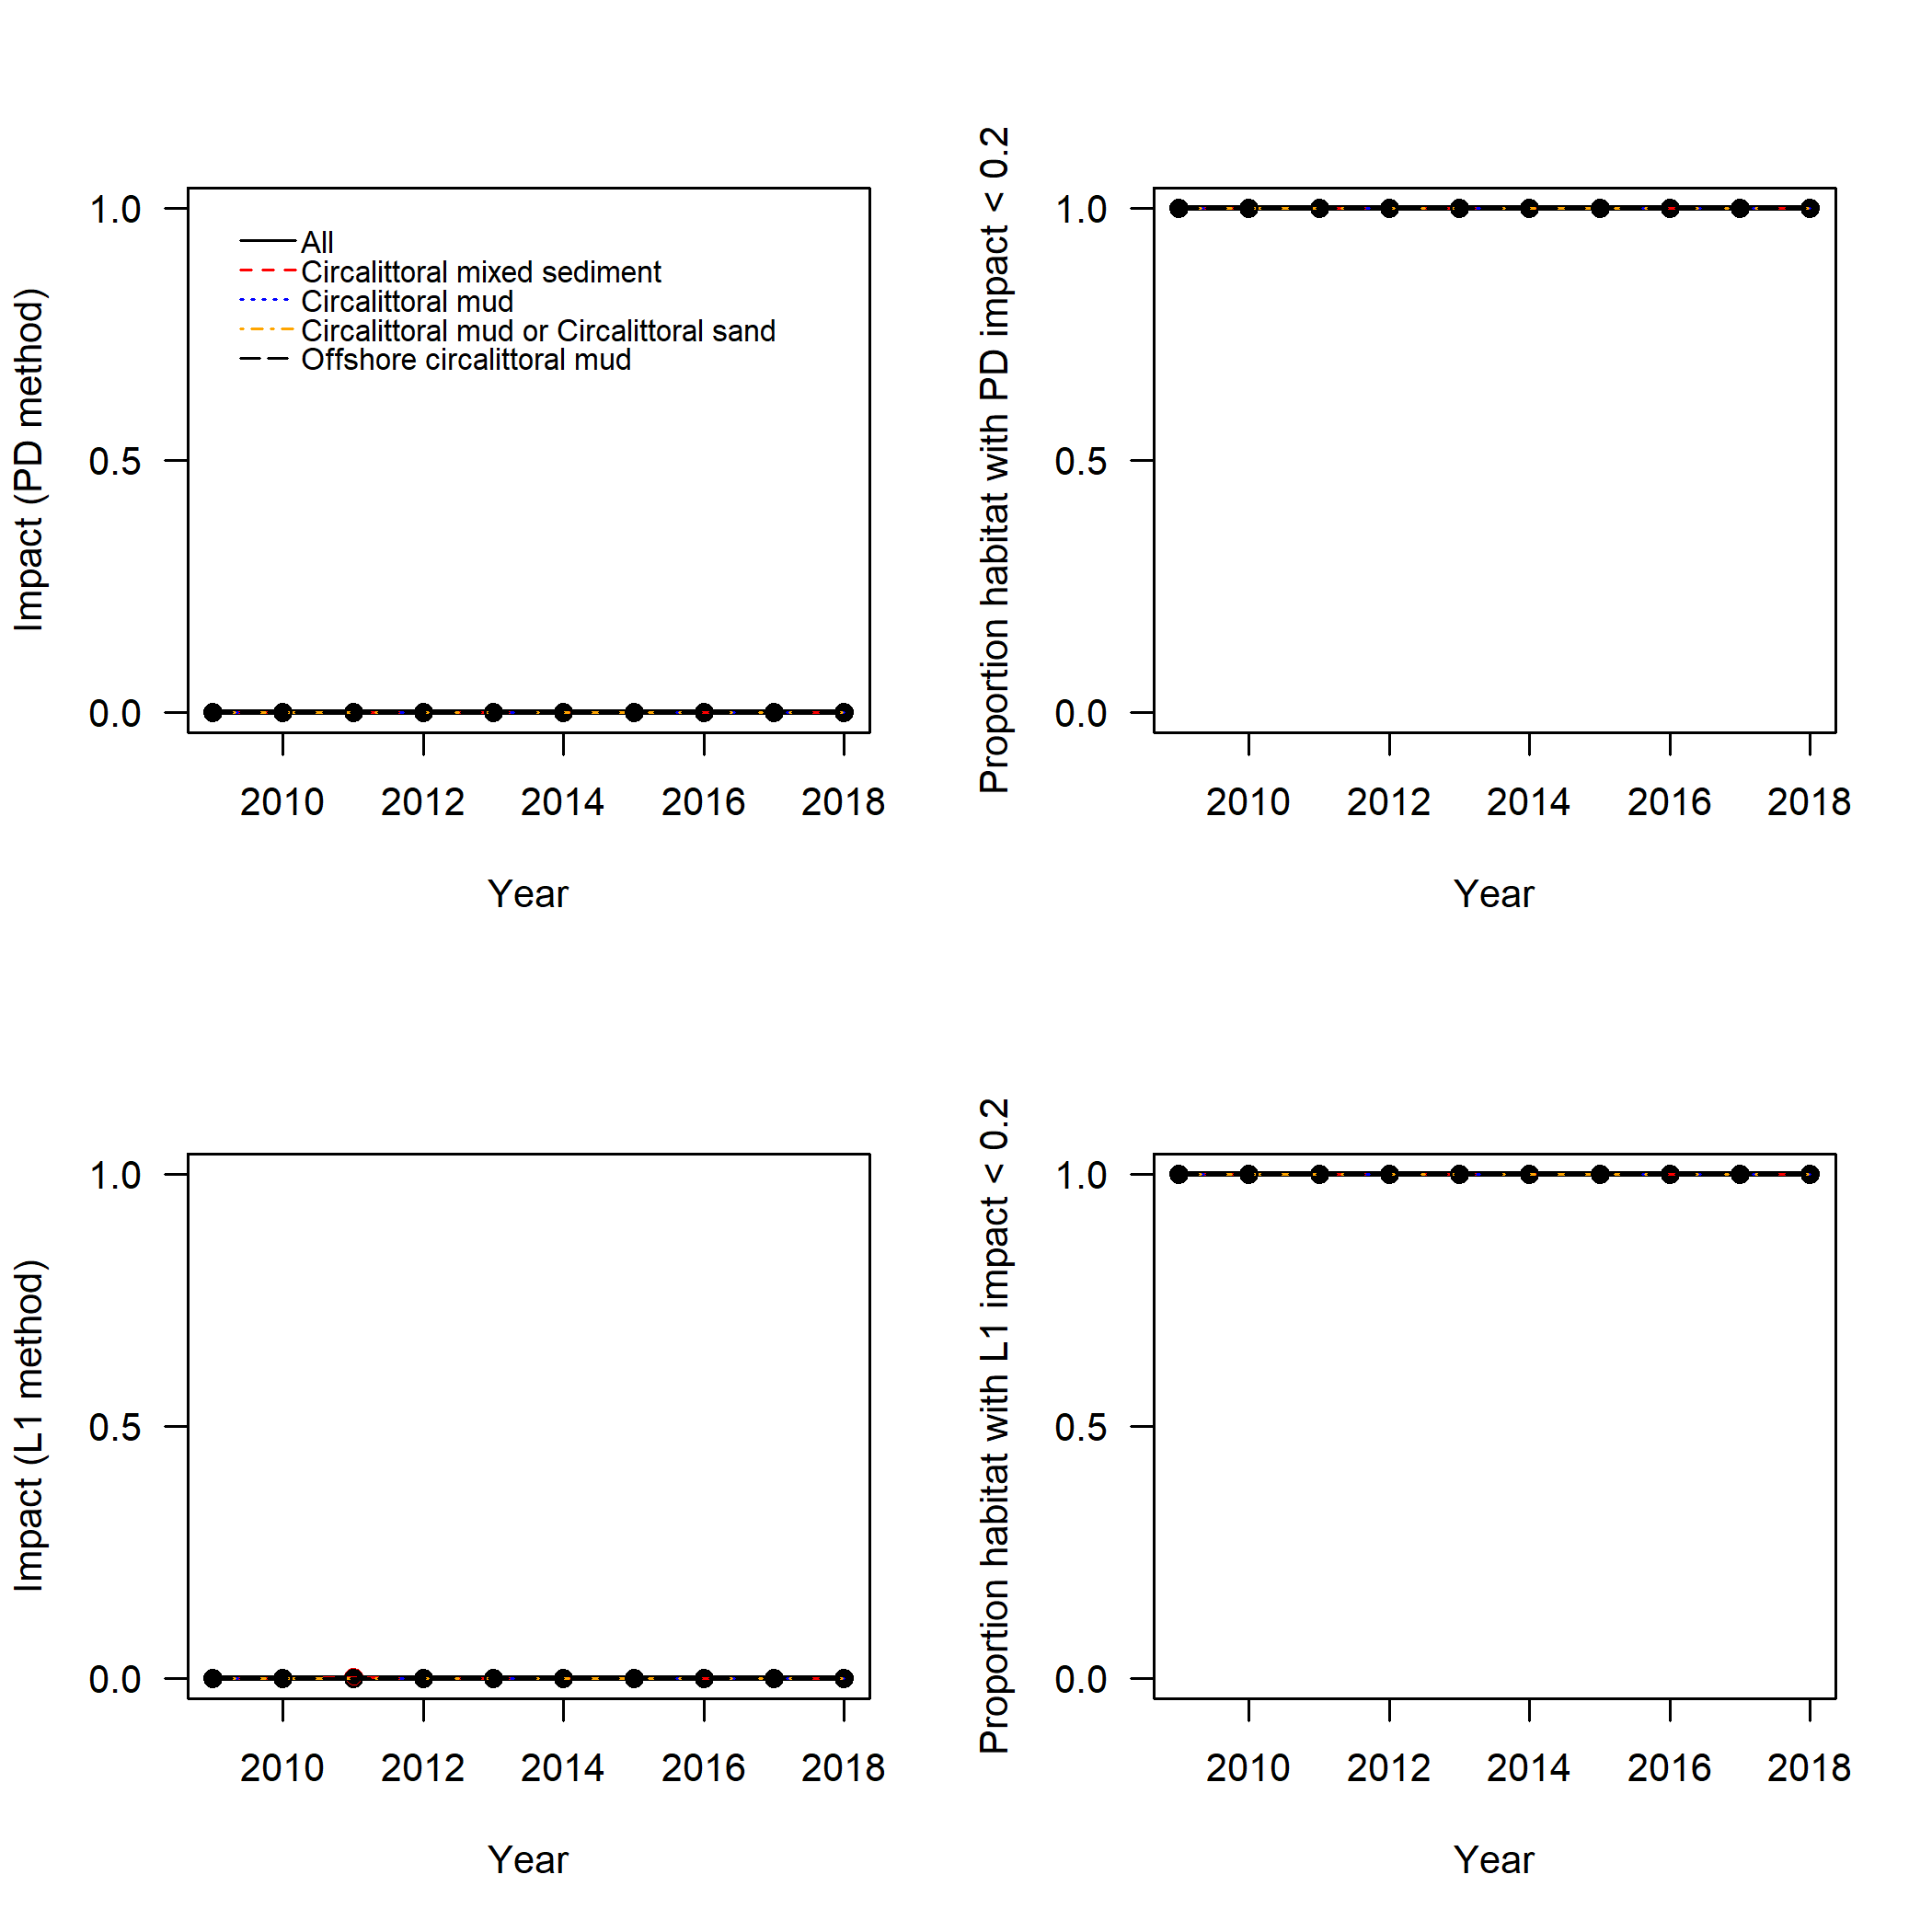 Impact (PD method)
1.0
0.5
0.0
All
Circalittoral mixed sediment
Circalittoral mud
Circalittoral mud or Circalittoral sand
Offshore circalittoral mud
2010 2012 2014 2016 2018
Year
Proportion habitat with PD impact < 0.2
1.0
0.5
0.0
2010 2012 2014 2016 2018
Year
Impact (L1 method)
1.0
0.5
0.0
2010 2012 2014 2016 2018
Year
Proportion habitat with L1 impact < 0.2
1.0
0.5
0.0
2010 2012 2014 2016 2018
Year